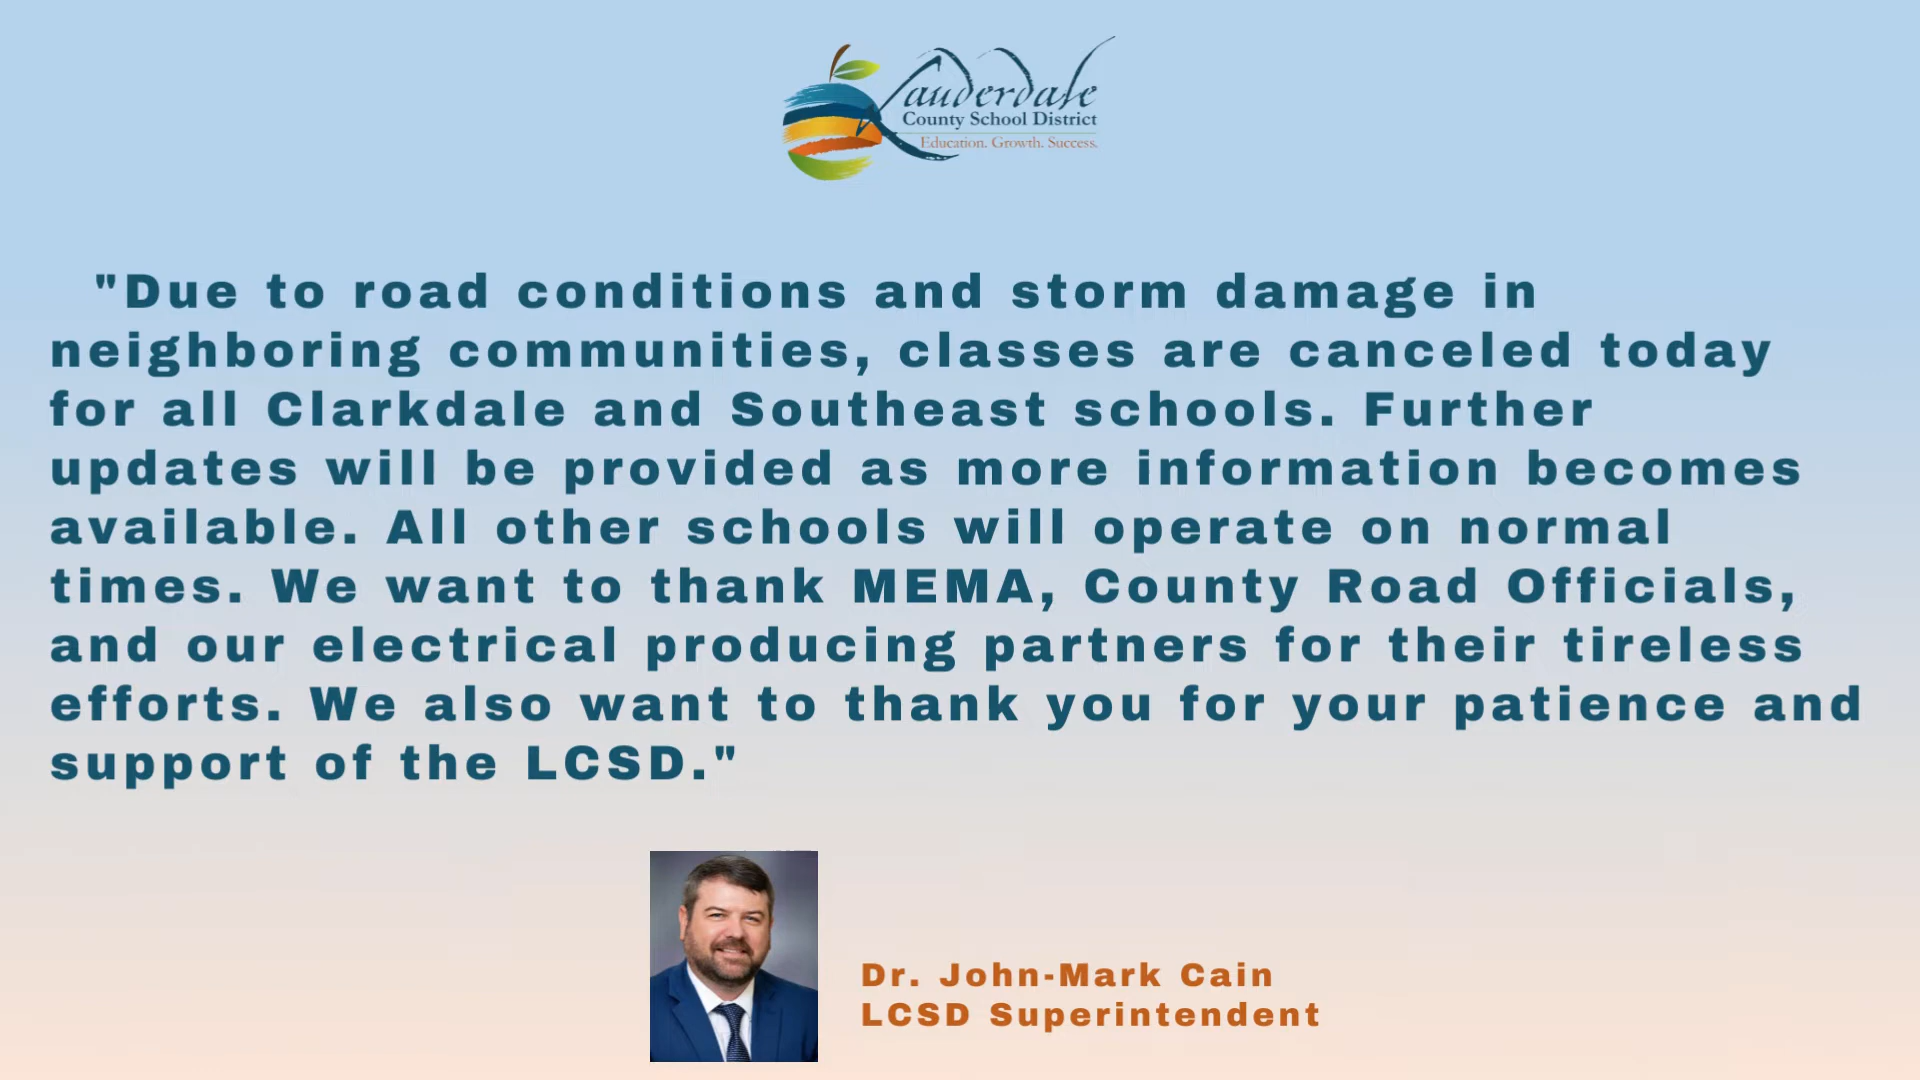 Lauderdale
County School District
Education. Growth. Success.
"Due to road conditions and storm damage in
neighboring communities, classes are canceled today
for all Clarkdale and Southeast schools. Further
updates will be provided as more information becomes
available. All other schools will operate on normal
times. We want to thank MEMA, County Road Officials,
and our electrical producing partners for their tireless
efforts. We also want to thank you for your patience and
support of the LCSD."
Dr. John-Mark Cain
LCSD Superintendent